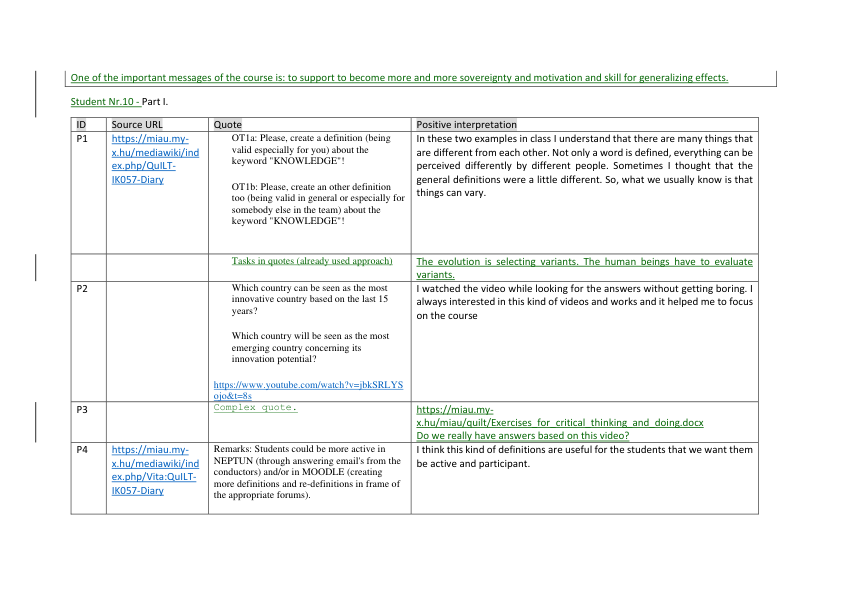 One of the important messages of the course is: to support to become more and more sovereignty and motivation and skill for generalizing effects.
Student Nr.10 - Part I.
ID Source URL Quote Positive interpretation
P1
https://miau.my-
x.hu/mediawiki/ind
ex.php/QuILT-
IK057-Diary
OT1a: Please, create a definition (being
valid especially for you) about the
keyword "KNOWLEDGE"!
OT1b: Please, create an other definition
too (being valid in general or especially for
somebody else in the team) about the
keyword "KNOWLEDGE"!
In these two examples in class I understand that there are many things that
are different from each other. Not only a word is defined, everything can be
perceived differently by different people. Sometimes I thought that the
general definitions were a little different. So, what we usually know is that
things can vary.
Tasks in quotes (already used approach)
The evolution is selecting variants. The human beings have to evaluate
variants.
P2
Which country can be seen as the most
innovative country based on the last 15
years?
Which country will be seen as the most
emerging country concerning its
innovation potential?
https://www.youtube.com/watch?v=jbkSRLYS
ojo&t=8s
I watched the video while looking for the answers without getting boring. I
always interested in this kind of videos and works and it helped me to focus
on the course
P3
Complex quote.
https://miau.my-
x.hu/miau/quilt/Exercises_for_critical_thinking_and_doing.docx
Do we really have answers based on this video?
P4
https://miau.my-
x.hu/mediawiki/ind
ex.php/Vita:QuILT-
IK057-Diary
Remarks: Students could be more active in
NEPTUN (through answering email's from the
conductors) and/or in MOODLE (creating
more definitions and re-definitions in frame of
the appropriate forums).
I think this kind of definitions are useful for the students that we want them
be active and participant.